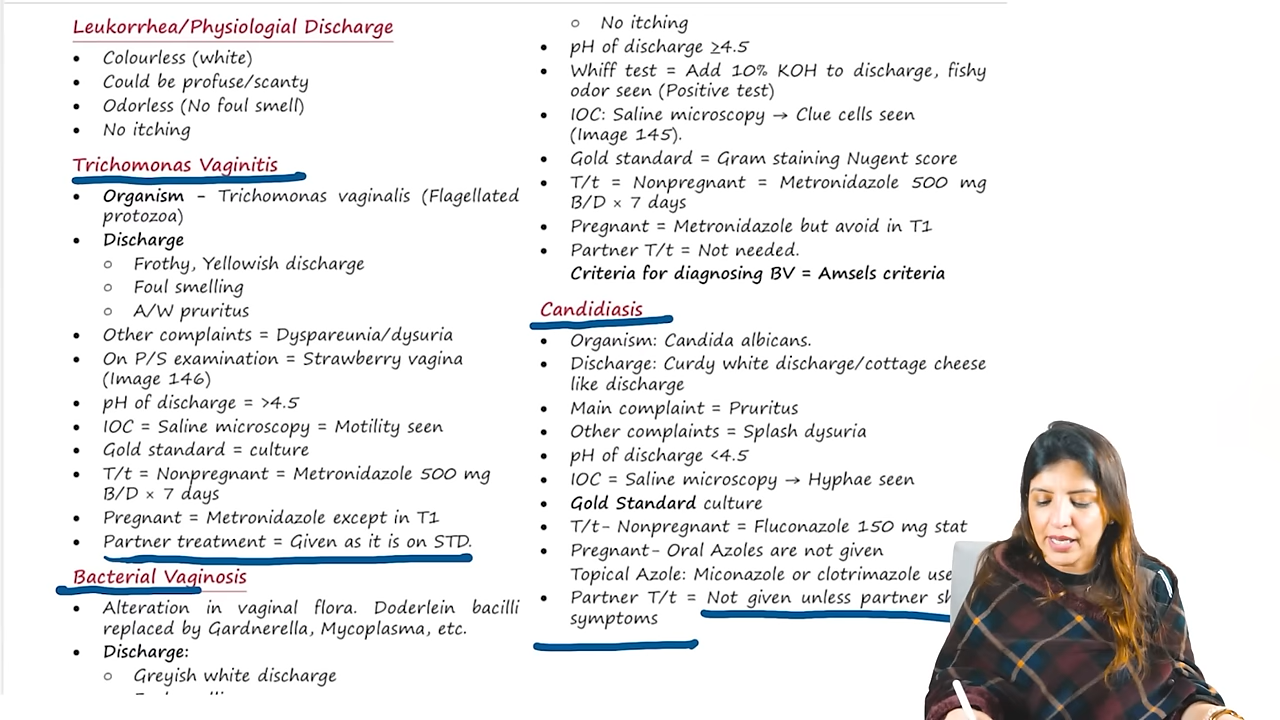 Leukorrhea/Physiologial Discharge
• Colourless (white)
• Could be profuse/scanty
• Odorless (No foul smell)
• No itching
Trichomonas Vaginitis
• Organism - Trichomonas vaginalis (Flagellated
protozoa)
• Discharge
○ Frothy, Yellowish discharge
○ Foul smelling
○ A/W pruritus
• Other complaints = Dyspareunia/dysuria
• On P/S examination = Strawberry vagina
(Image 146)
• pH of discharge = >4.5
• IOC = Saline microscopy = Motility seen
• Gold standard = culture
• T/t = Nonpregnant = Metronidazole 500 mg
B/D × 7 days
• Pregnant = Metronidazole except in T1
• Partner treatment = Given as it is on STD.
Bacterial Vaginosis
• Alteration in vaginal flora. Doderlein bacilli
replaced by Gardnerella, Mycoplasma, etc.
• Discharge:
○ Greyish white discharge
○ No itching
• pH of discharge ≥4.5
• Whiff test = Add 10% KOH to discharge, fishy
odor seen (Positive test)
• IOC: Saline microscopy → Clue cells seen
(Image 145).
• Gold standard = Gram staining Nugent score
• T/t = Nonpregnant = Metronidazole 500 mg
B/D × 7 days
• Pregnant = Metronidazole but avoid in T1
• Partner T/t = Not needed.
Criteria for diagnosing BV = Amsels criteria
Candidiasis
• Organism: Candida albicans.
• Discharge: Curdy white discharge/cottage cheese
like discharge
• Main complaint = Pruritus
• Other complaints = Splash dysuria
• pH of discharge <4.5
• IOC = Saline microscopy → Hyphae seen
• Gold Standard culture
• T/t- Nonpregnant = Fluconazole 150 mg stat
• Pregnant- Oral Azoles are not given
Topical Azole: Miconazole or clotrimazole use
• Partner T/t = Not given unless partner
symptoms